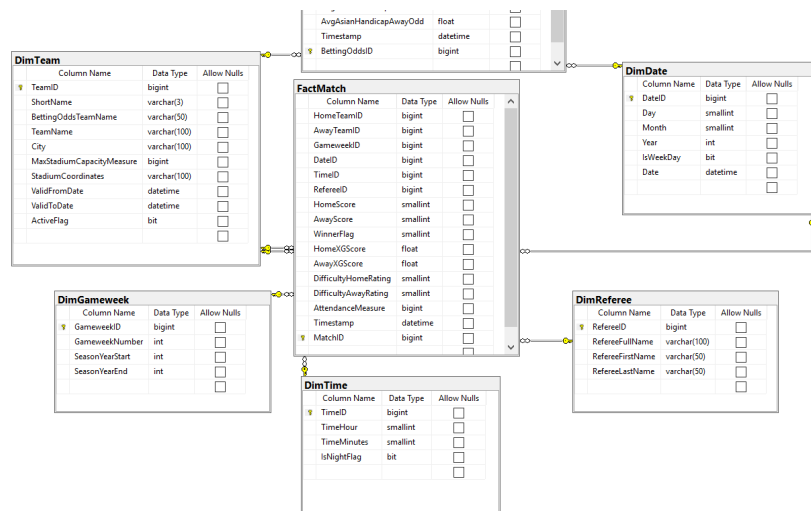 AvgAsianHandicapAwayOdd float
Timestamp datetime
BettingOddsID bigint
DimTeam
Column Name Data Type Allow Nulls
TeamID bigint
ShortName varchar(3)
BettingOddsTeamName varchar(50)
TeamName varchar(100)
City varchar(100)
MaxStadiumCapacityMeasure bigint
StadiumCoordinates varchar(100)
ValidFromDate datetime
ValidToDate datetime
ActiveFlag bit
FactMatch
Column Name Data Type Allow Nulls
HomeTeamID bigint
AwayTeamID bigint
GameweekID bigint
DateID bigint
TimeID bigint
RefereeID bigint
HomeScore smallint
AwayScore smallint
WinnerFlag smallint
HomeXGScore float
AwayXGScore float
DifficultyHomeRating smallint
DifficultyAwayRating smallint
AttendanceMeasure bigint
Timestamp datetime
MatchID bigint
DimDate
Column Name Data Type Allow Nulls
DateID bigint
Day smallint
Month smallint
Year int
IsWeekDay bit
Date datetime
DimGameweek
Column Name Data Type Allow Nulls
GameweekID bigint
GameweekNumber int
SeasonYearStart int
SeasonYearEnd int
DimTime
Column Name Data Type Allow Nulls
TimeID bigint
TimeHour smallint
TimeMinutes smallint
IsNightFlag bit
DimReferee
Column Name Data Type Allow Nulls
RefereeID bigint
RefereeFullName varchar(100)
RefereeFirstName varchar(50)
RefereeLastName varchar(50)